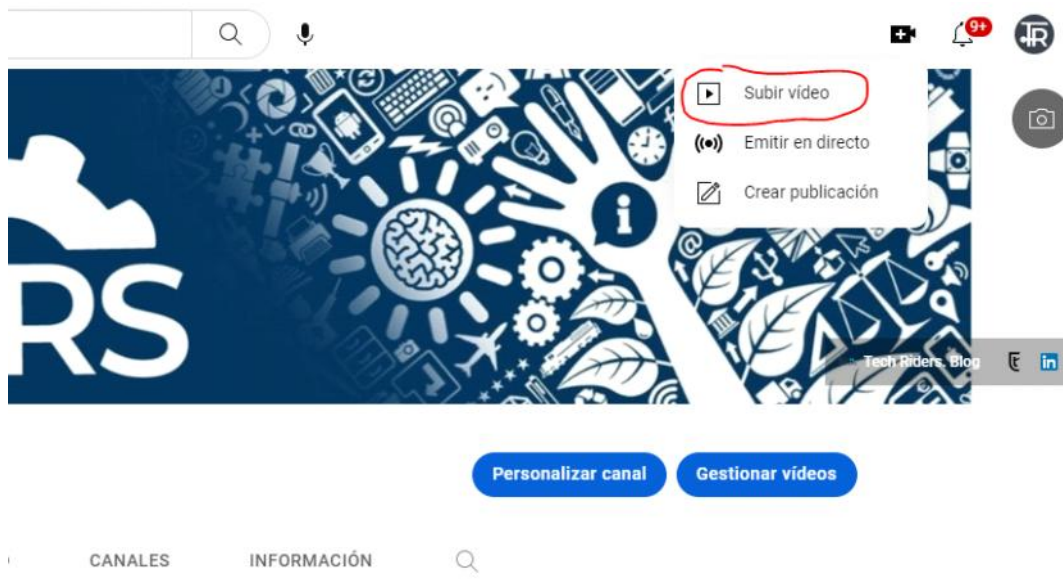 9+
TR
Subir vídeo
Emitir en directo
Crear publicación
RS
Tech Riders. Blog
in
Personalizar canal
Gestionar vídeos
CANALES
INFORMACIÓN